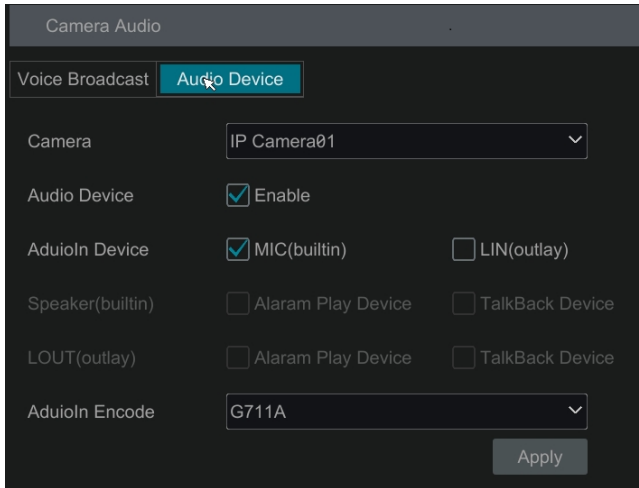 Camera Audio
Voice Broadcast Audio Device
Camera IP Camera01
Audio Device Enable
AduioIn Device MIC(builtin) LIN(outlay)
Speaker(builtin) Alaram Play Device TalkBack Device
LOUT(outlay) Alaram Play Device TalkBack Device
AduioIn Encode G711A
Apply